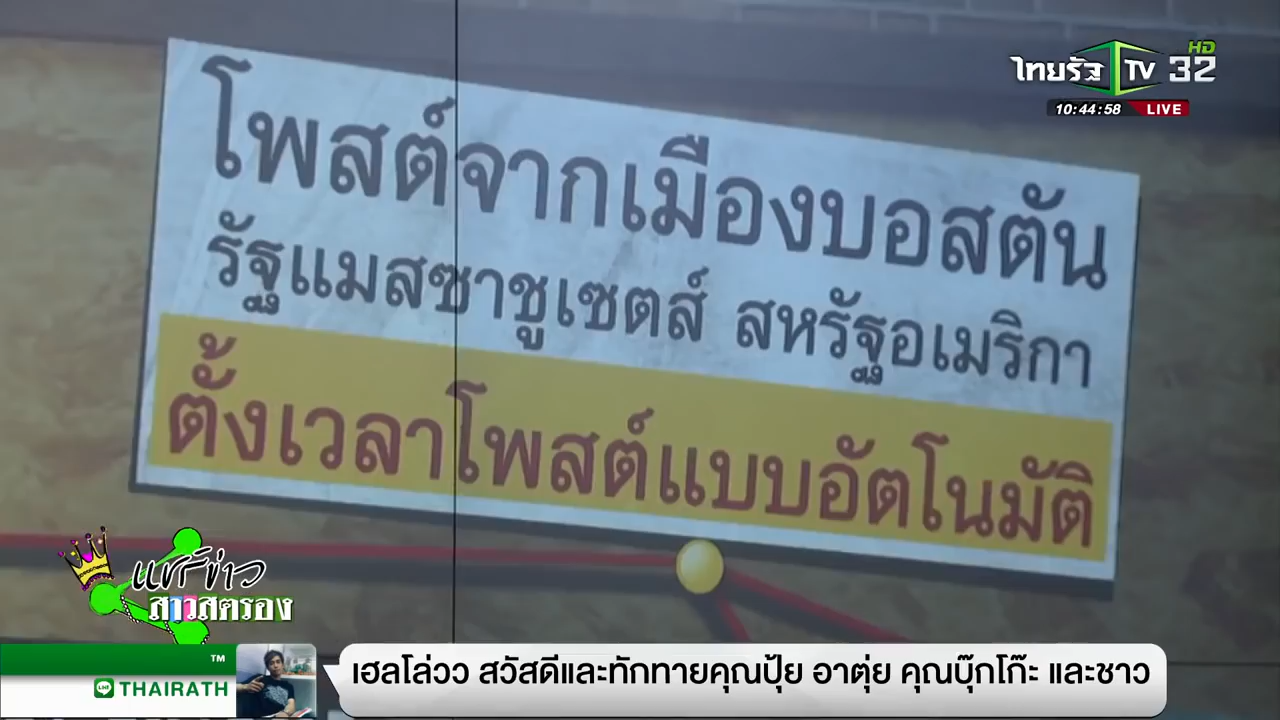 ไทยรัฐ TV 32 HD
10:44:58 LIVE
โพสต์จากเมืองบอสตัน
รัฐแมสซาชูเซตส์ สหรัฐอเมริกา
ตั้งเวลาโพสต์แบบอัตโนมัติ
แชร์ข่าว
สาวสตรอง
TM
LINE THAIRATH
เฮลโล่วว สวัสดีและทักทายคุณปุ้ย อาตุ่ย คุณบุ๊กโก๊ะ และชาว